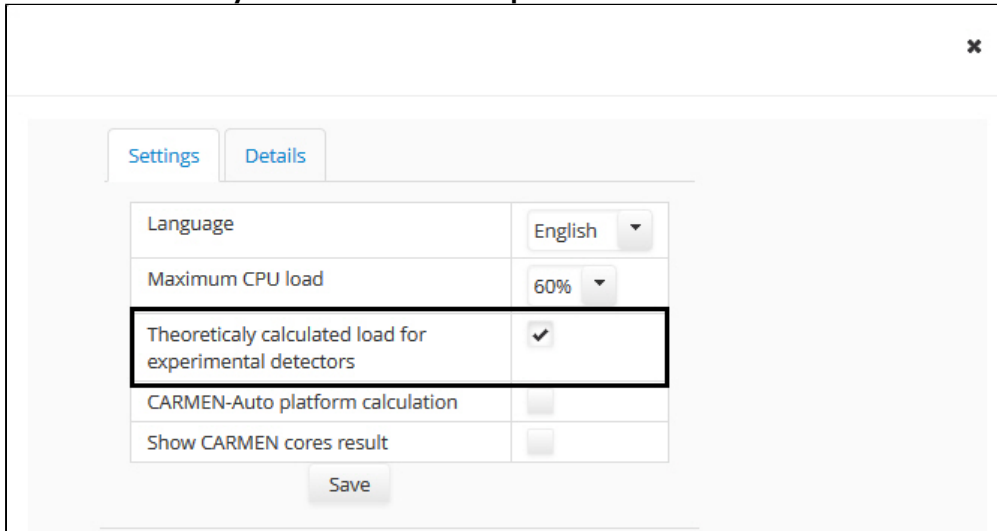 Settings
Details
Language
English
Maximum CPU load
60%
Theoreticaly calculated load for
experimental detectors
CARMEN-Auto platform calculation
Show CARMEN cores result
Save